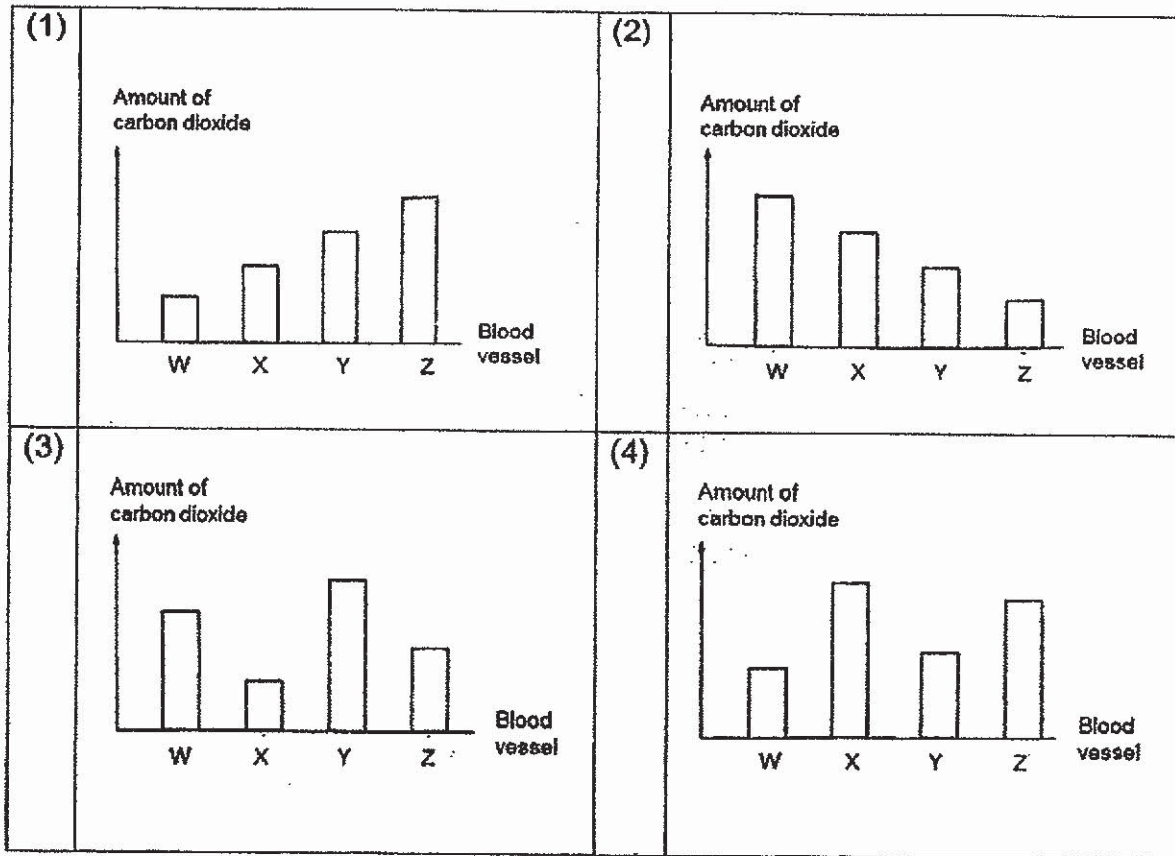 (1)
Amount of
carbon dioxide
Blood
vessel
W X Y Z
(2)
Amount of
carbon dioxide
Blood
vessel
W X Y Z
(3)
Amount of
carbon dioxide
Blood
vessel
W X Y Z
(4)
Amount of
carbon dioxide
Blood
vessel
W X Y Z